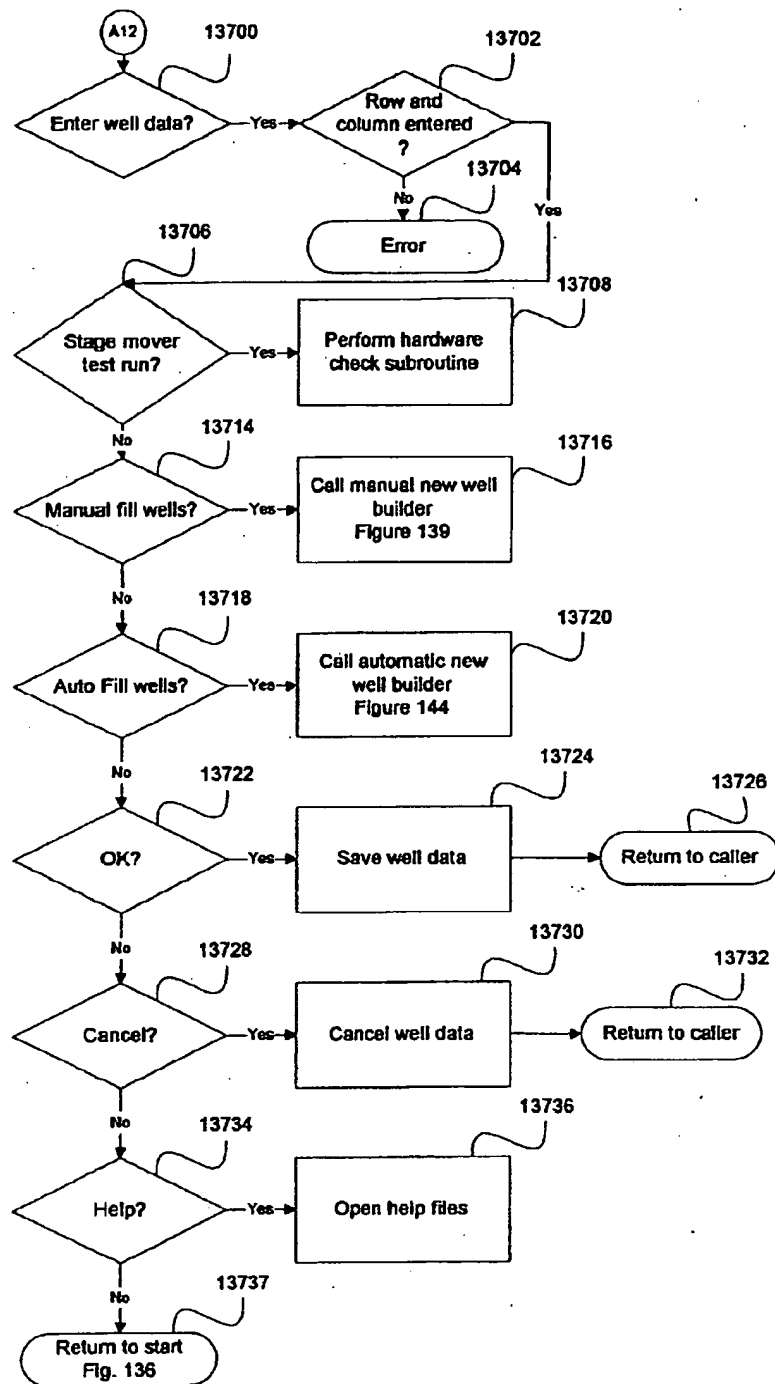 A12
13700
13702
Enter well data?
Yes
Row and
column entered
?
13704
No
Yes
Error
13706
13708
Stage mover
test run?
Yes
Perform hardware
check subroutine
No
13714
13716
Manual fill wells?
Yes
Call manual new well
builder
Figure 139
No
13718
13720
Auto Fill wells?
Yes
Call automatic new
well builder
Figure 144
No
13722
13724
13726
OK?
Yes
Save well data
Return to caller
No
13728
13730
13732
Cancel?
Yes
Cancel well data
Return to caller
No
13734
13736
Help?
Yes
Open help files
No
13737
Return to start
Fig. 136